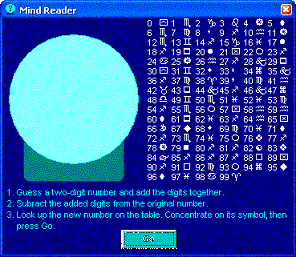 Mind Reader
0 1 2 3 4 5
6 7 8 9 10 11
12 13 14 15 16 17
18 19 20 21 22 23
24 25 26 27 28 29
30 31 32 33 34 35
36 37 38 39 40 41
42 43 44 45 46 47
48 49 50 51 52 53
54 55 56 57 58 59
60 61 62 63 64 65
66 67 68 69 70 71
72 73 74 75 76 77
78 79 80 81 82 83
84 85 86 87 88 89
90 91 92 93 94 95
96 97 98 99
1. Guess a two-digit number and add the digits together.
2. Subract the added digits from the original number.
3. Look up the new number on the table. Concentrate on its symbol, then
press Go.
Go